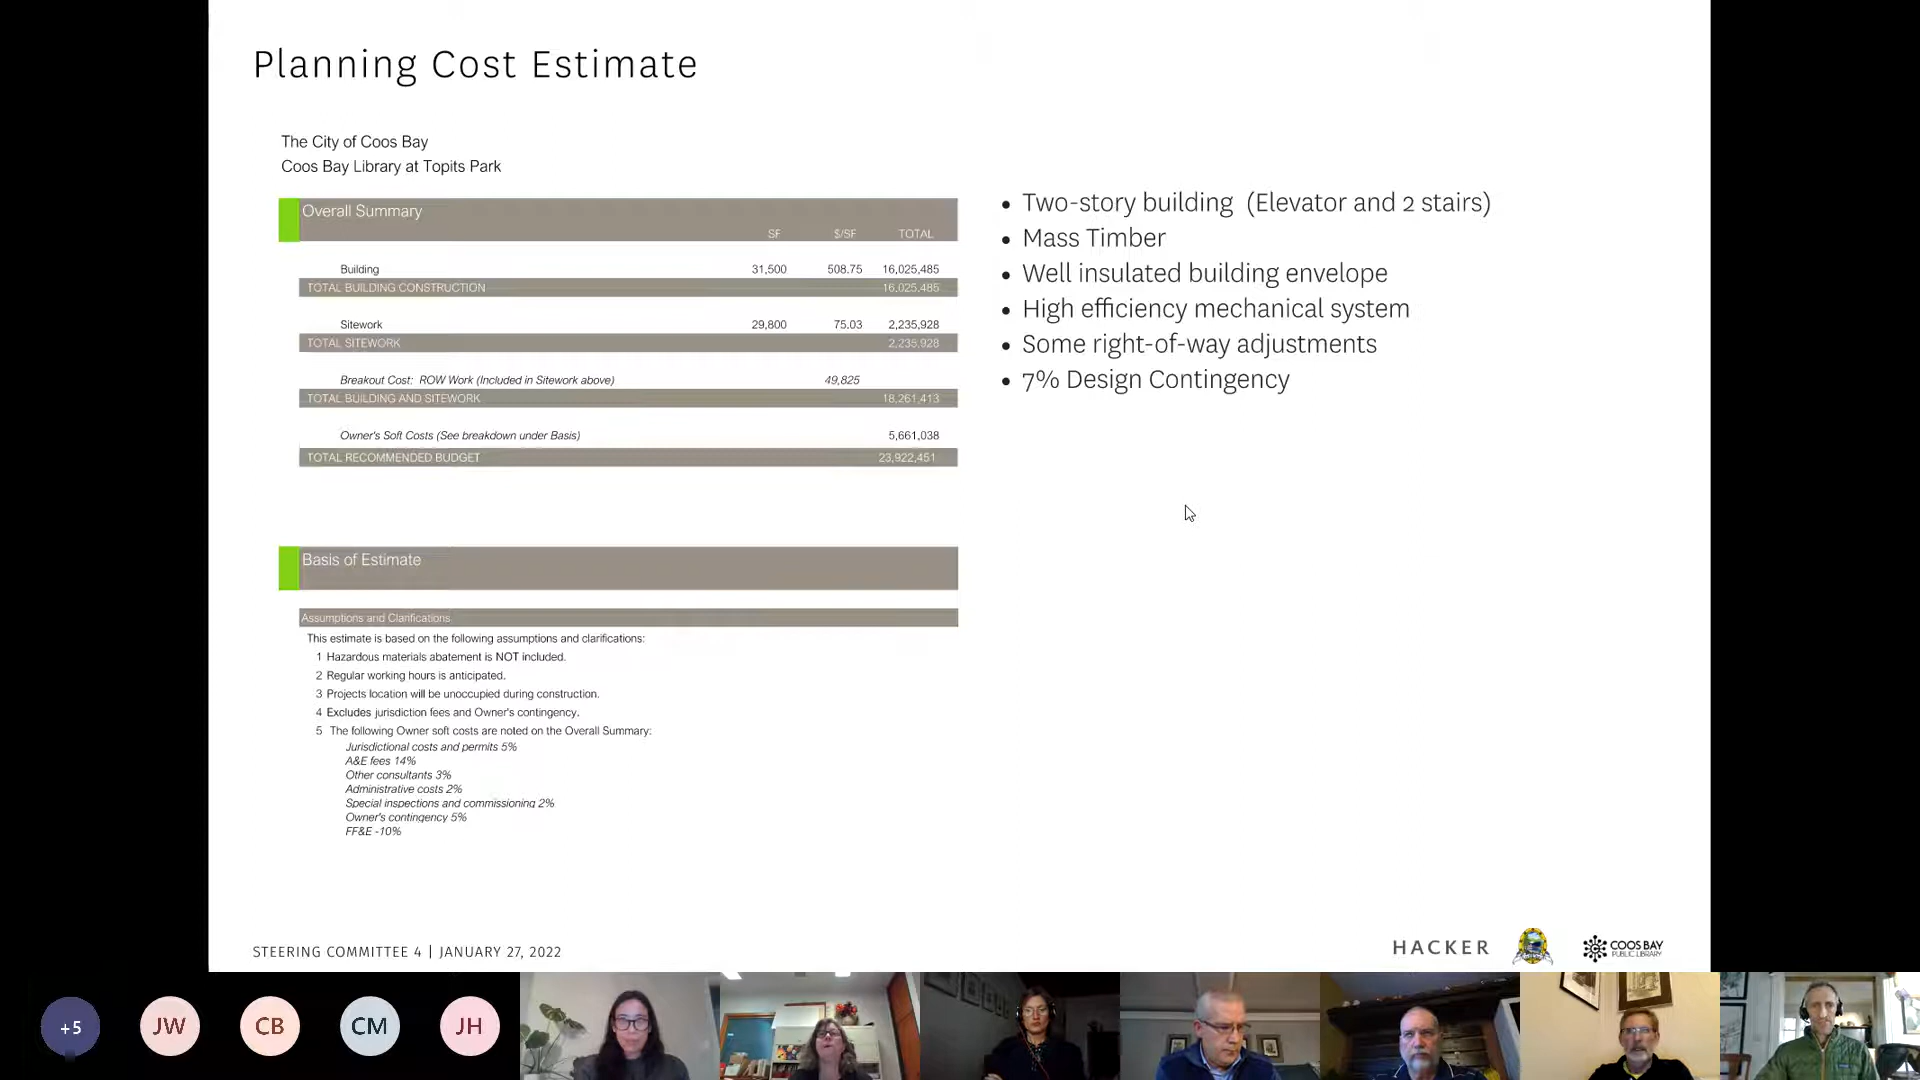 Planning Cost Estimate
The City of Coos Bay
Coos Bay Library at Topits Park
Overall Summary
SF $/SF TOTAL
Building 31,500 508.75 16,025,485
TOTAL BUILDING CONSTRUCTION 16,025,485
Sitework 29,800 75.03 2,235,928
TOTAL SITEWORK 2,235,928
Breakout Cost: ROW Work (Included in Sitework above) 49,825
TOTAL BUILDING AND SITEWORK 18,261,413
Owner's Soft Costs (See breakdown under Basis) 5,661,038
TOTAL RECOMMENDED BUDGET 23,922,451
• Two-story building (Elevator and 2 stairs)
• Mass Timber
• Well insulated building envelope
• High efficiency mechanical system
• Some right-of-way adjustments
• 7% Design Contingency
Basis of Estimate
Assumptions and Clarifications
This estimate is based on the following assumptions and clarifications:
1 Hazardous materials abatement is NOT included.
2 Regular working hours is anticipated.
3 Projects location will be unoccupied during construction.
4 Excludes jurisdiction fees and Owner's contingency.
5 The following Owner soft costs are noted on the Overall Summary:
Jurisdictional costs and permits 5%
A&E fees 14%
Other consultants 3%
Administrative costs 2%
Special inspections and commissioning 2%
Owner's contingency 5%
FF&E -10%
STEERING COMMITTEE 4 | JANUARY 27, 2022
HACKER
COOS BAY
PUBLIC LIBRARY
+5 JW CB CM JH